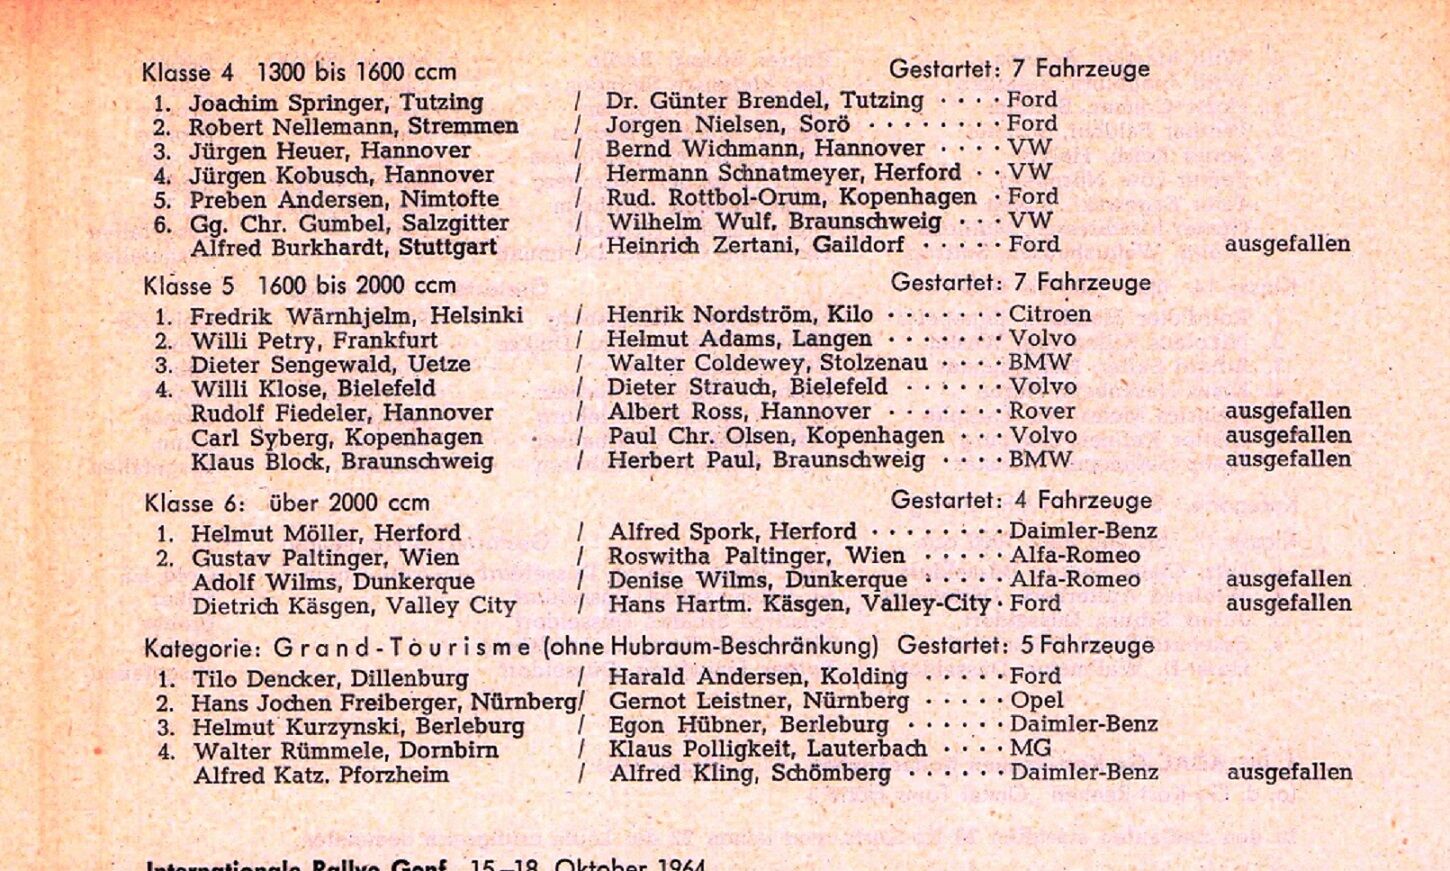 Klasse 4 1300 bis 1600 ccm Gestartet: 7 Fahrzeuge
1. Joachim Springer, Tutzing / Dr. Günter Brendel, Tutzing · · · · Ford
2. Robert Nellemann, Stremmen / Jorgen Nielsen, Sorö · · · · · · · · Ford
3. Jürgen Heuer, Hannover / Bernd Wichmann, Hannover · · · · VW
4. Jürgen Kobusch, Hannover / Hermann Schnatmeyer, Herford · · VW
5. Preben Andersen, Nimtofte / Rud. Rottbol-Orum, Kopenhagen · Ford
6. Gg. Chr. Gumbel, Salzgitter / Wilhelm Wulf, Braunschweig · · · VW
Alfred Burkhardt, Stuttgart / Heinrich Zertani, Gaildorf · · · · · Ford ausgefallen
Klasse 5 1600 bis 2000 ccm Gestartet: 7 Fahrzeuge
1. Fredrik Wärnhjelm, Helsinki / Henrik Nordström, Kilo · · · · · · · Citroen
2. Willi Petry, Frankfurt / Helmut Adams, Langen · · · · · · · Volvo
3. Dieter Sengewald, Uetze / Walter Coldewey, Stolzenau · · · · BMW
4. Willi Klose, Bielefeld / Dieter Strauch, Bielefeld · · · · · · Volvo
Rudolf Fiedeler, Hannover / Albert Ross, Hannover · · · · · · · Rover ausgefallen
Carl Syberg, Kopenhagen / Paul Chr. Olsen, Kopenhagen · · · Volvo ausgefallen
Klaus Block, Braunschweig / Herbert Paul, Braunschweig · · · · BMW ausgefallen
Klasse 6: über 2000 ccm Gestartet: 4 Fahrzeuge
1. Helmut Möller, Herford / Alfred Spork, Herford · · · · · · · · Daimler-Benz
2. Gustav Paltinger, Wien / Roswitha Paltinger, Wien · · · · · Alfa-Romeo
Adolf Wilms, Dunkerque / Denise Wilms, Dunkerque · · · · · Alfa-Romeo ausgefallen
Dietrich Käsgen, Valley City / Hans Hartm. Käsgen, Valley-City · Ford ausgefallen
Kategorie: Grand-Tourisme (ohne Hubraum-Beschränkung) Gestartet: 5 Fahrzeuge
1. Tilo Dencker, Dillenburg / Harald Andersen, Kolding · · · · · Ford
2. Hans Jochen Freiberger, Nürnberg/ Gernot Leistner, Nürnberg · · · · · Opel
3. Helmut Kurzynski, Berleburg / Egon Hübner, Berleburg · · · · · · Daimler-Benz
4. Walter Rümmele, Dornbirn / Klaus Polligkeit, Lauterbach · · · · MG
Alfred Katz. Pforzheim / Alfred Kling, Schömberg · · · · · · Daimler-Benz ausgefallen
Internationale Rallye Genf 15–18. Oktober 1964